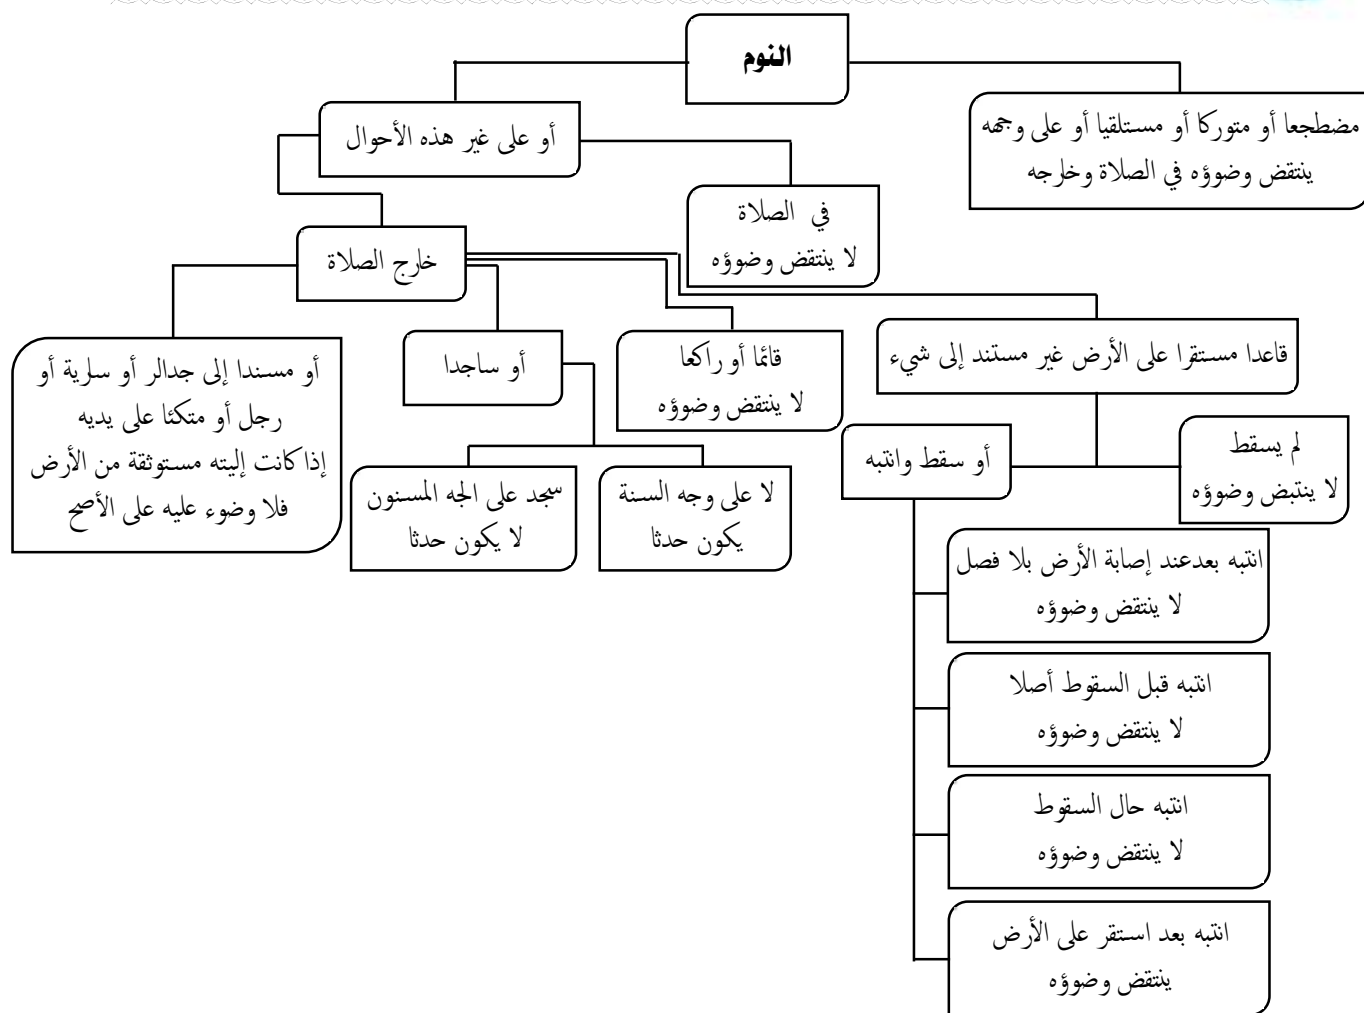 النوم
مضطجعا أو متوركا أو مستلقيا أو على وجهه
ينتقض وضوؤه في الصلاة وخارجه
أو على غير هذه الأحوال
في الصلاة
لا ينتقض وضوؤه
خارج الصلاة
قاعدا مستقرا على الأرض غير مستند إلى شيء
قائما أو راكعا
لا ينتقض وضوؤه
أو ساجدا
أو مسندا إلى جدالر أو سارية أو
رجل أو متكئا على يديه
إذا كانت إليته مستوثقة من الأرض
فلا وضوء عليه على الأصح
لم يسقط
لا ينتبض وضوؤه
أو سقط وانتبه
لا على وجه السنة
يكون حدثا
سجد على الجه المسنون
لا يكون حدثا
انتبه بعدعند إصابة الأرض بلا فصل
لا ينتقض وضوؤه
انتبه قبل السقوط أصلا
لا ينتقض وضوؤه
انتبه حال السقوط
لا ينتقض وضوؤه
انتبه بعد استقر على الأرض
ينتقض وضوؤه